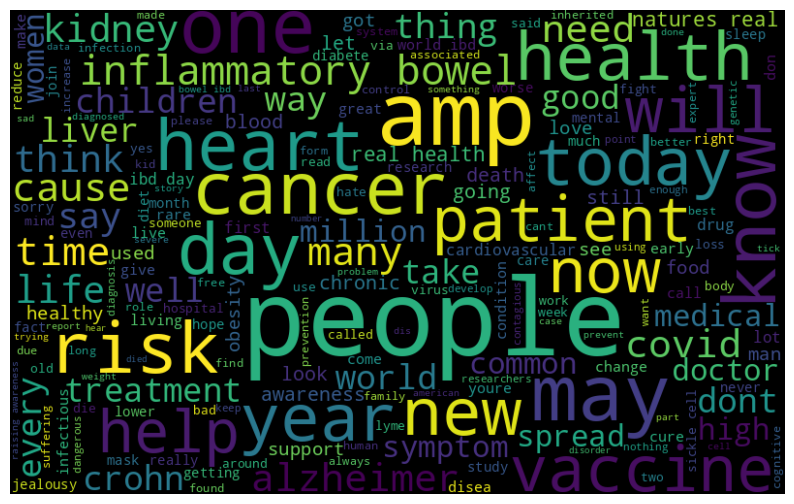 kidney
one
got
thing
need
natures real
made
said
inherited
let
via
system
done
data
infection
diabete
world ibd
associated
sleep
health
make
reduce
women
join
increase
inflammatory bowel
way
children
blood
great
control
something
worse
don
fight
expert
genetic
bowel ibd
last
please
good
will
sad
diagnosed
yes
kid
liver
heart
amp
love
mental
point
better
right
form
read
real health
research
death
much
affect
today
think
ibd day
story
month
rare
cancer
going
still
enough
know
cause
sorry
mind
even
say
diet
someone
hate
first
number
live
severe
patient
drug
best
cant
loss
using
tick
time
used
give
day
million
many
cardiovascular
see
early
care
food
now
call
body
life
diagnosis
well
free
problem
take
chronic
virus
develop
use
condition
contagious
work
week
case
want
prevent
medical
healthy
fact
role
hospital
living
hope
obesity
prevention
people
trying
report
hear
due
long
died
find
called
dis
risk
old
weight
come
look
world
common
covid
lot
man
doctor
change
never
every
treatment
awareness
family
american
researchers
youre
may
part
dont
raising awareness
suffering
die
infectious
dangerous
lower
bad
keep
help
year
new
lyme
support
human
symptom
spread
cure
nothing
high
sickle cell
cognitive
jealousy
crohn
mask
really
getting
found
around
always
alzheimer
study
disea
disorder
vaccine
two
cell